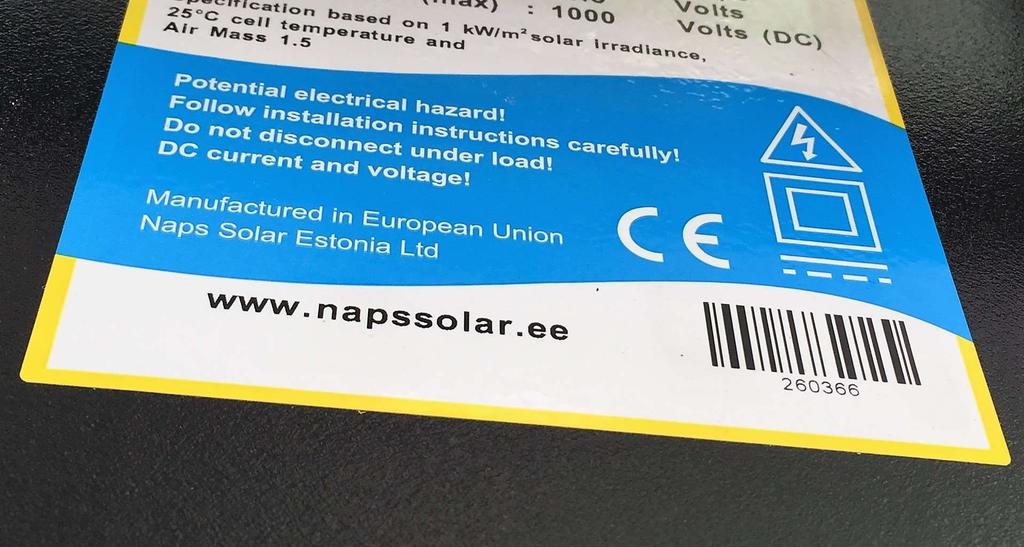 (max) : 1000 Volts
Volts (DC)
Specification based on 1 kW/m² solar irradiance,
25°C cell temperature and
Air Mass 1.5
Potential electrical hazard!
Follow installation instructions carefully!
Do not disconnect under load!
DC current and voltage!
Manufactured in European Union
Naps Solar Estonia Ltd
CE
www.napssolar.ee
260366